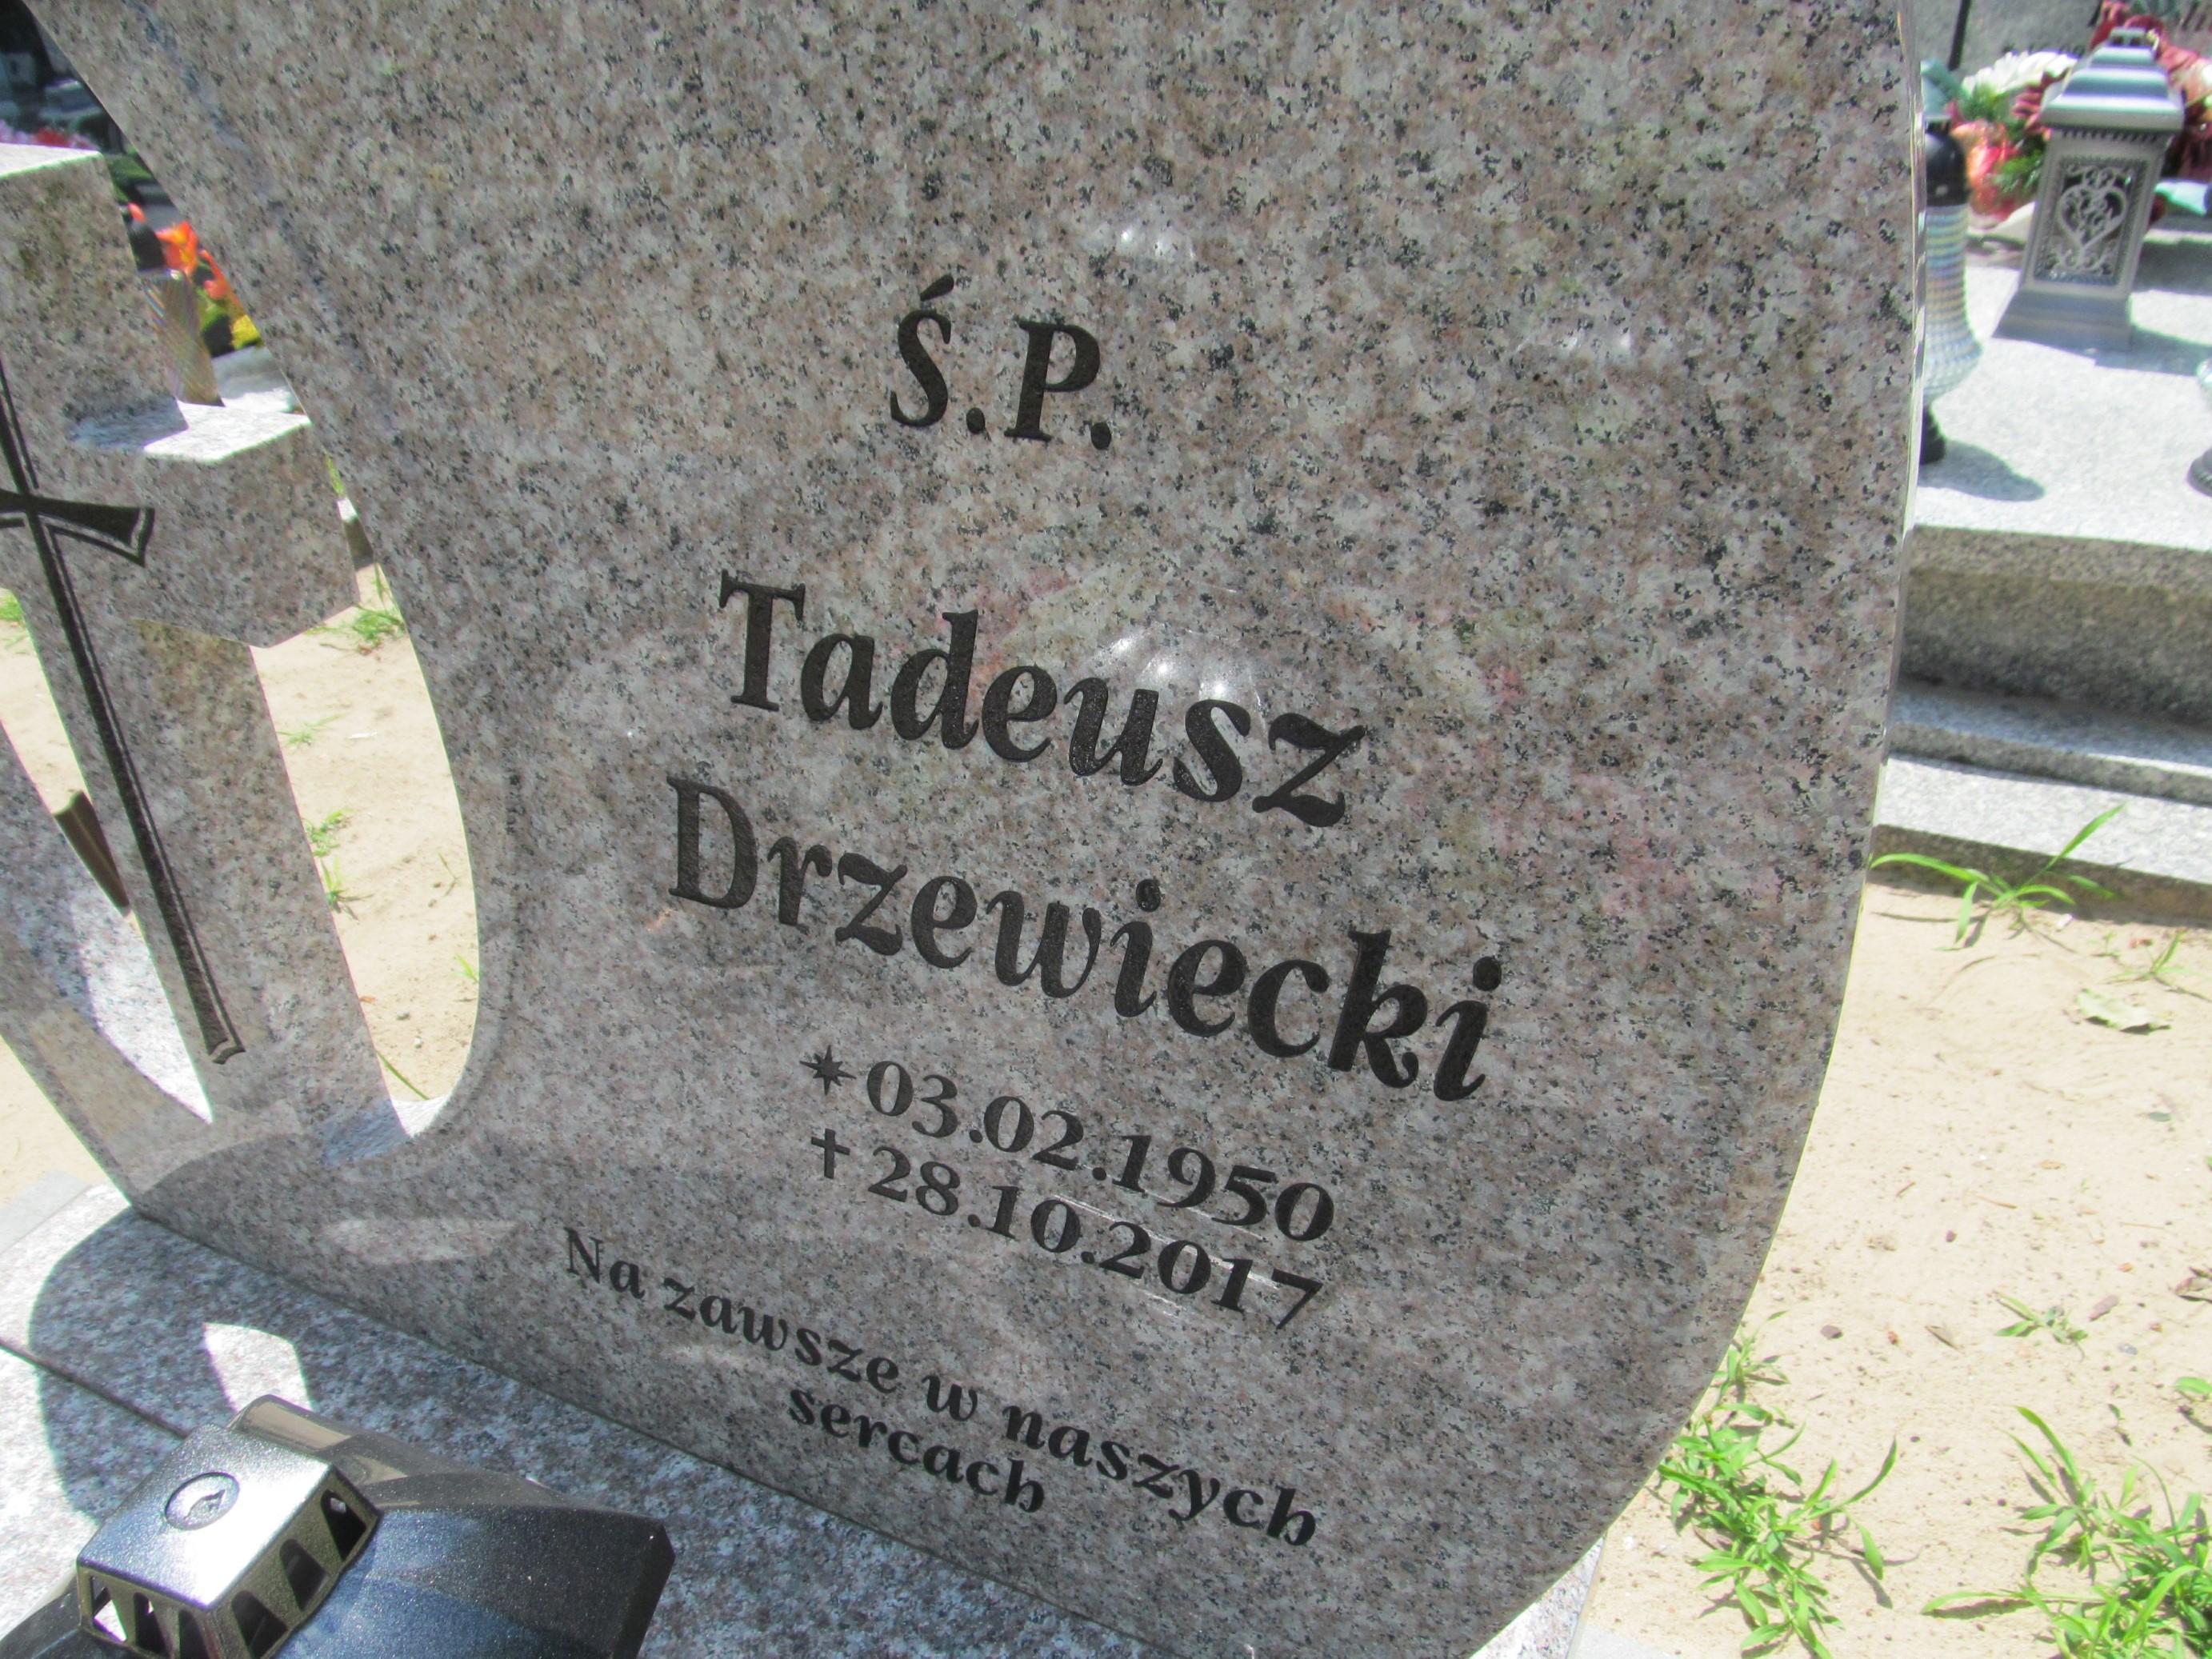 Ś.P.
Tadeusz
Drzewiecki
* 03.02.1950
† 28.10.2017
Na zawsze w naszych
sercach